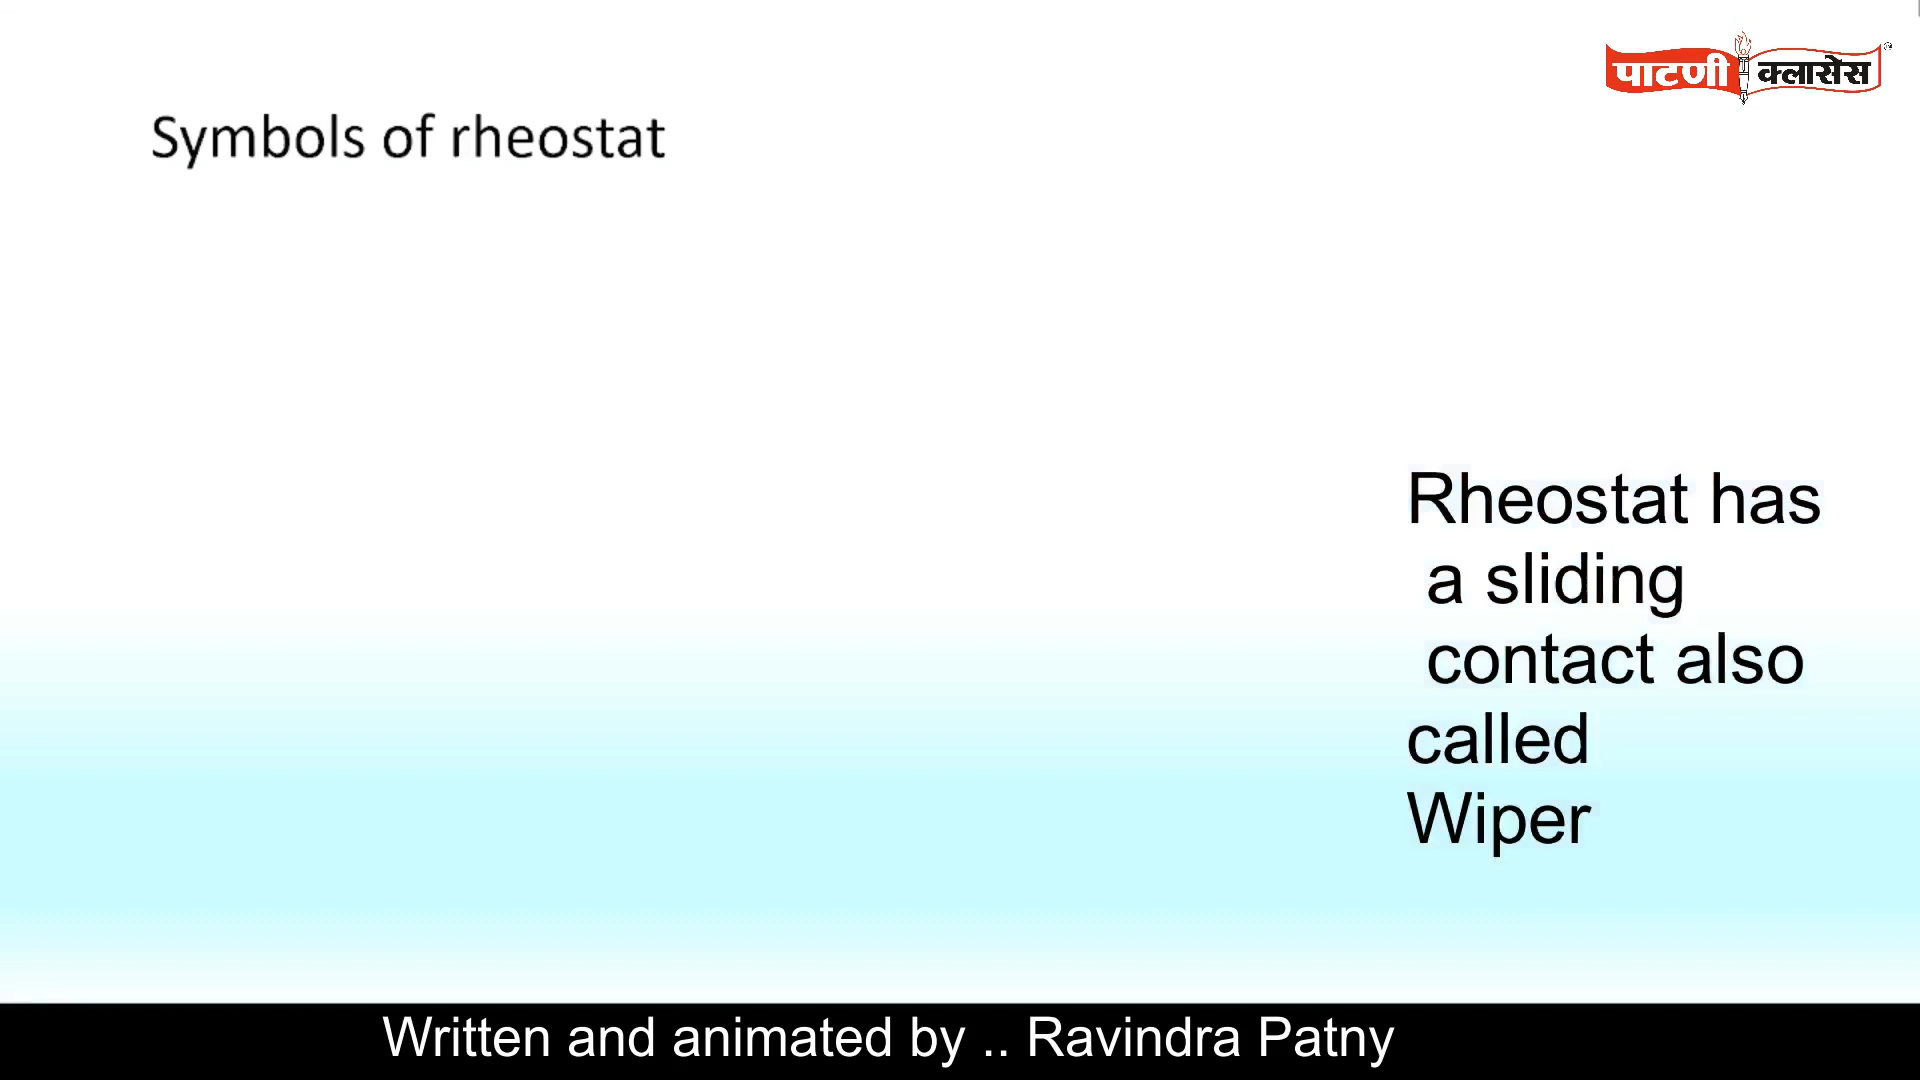 पाटणी क्लासेस
Symbols of rheostat
Rheostat has
a sliding
contact also
called
Wiper
Written and animated by .. Ravindra Patny